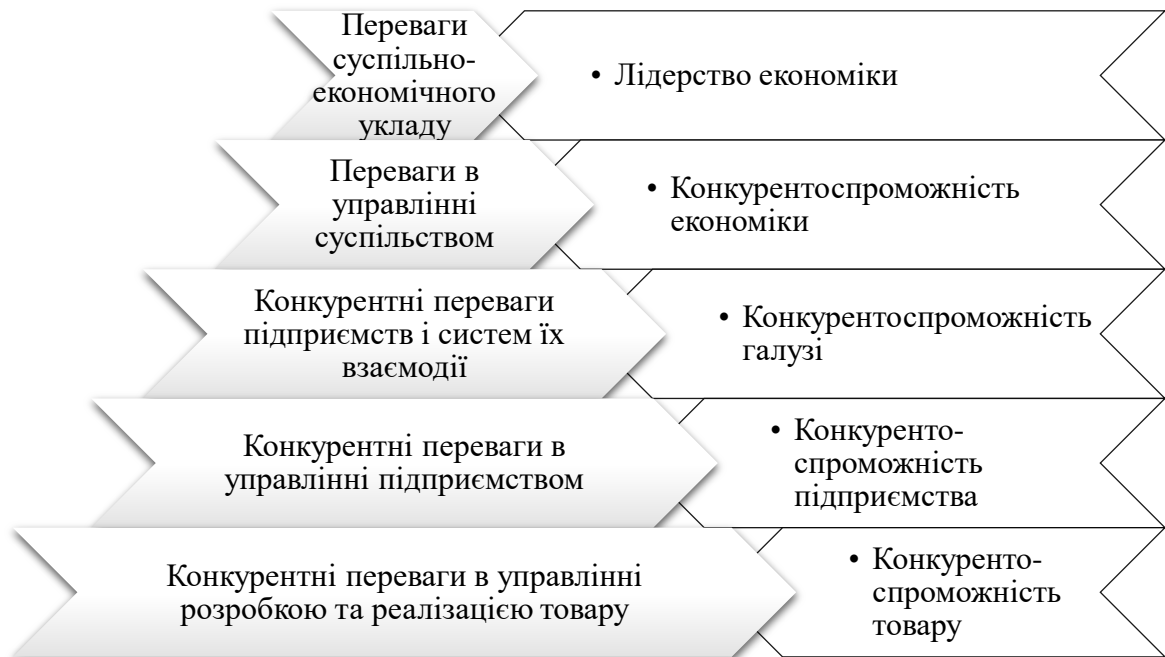 Переваги
суспільно-
економічного
укладу
• Лідерство економіки
Переваги в
управлінні
суспільством
• Конкурентоспроможність
економіки
Конкурентні переваги
підприємств і систем їх
взаємодії
• Конкурентоспроможність
галузі
Конкурентні переваги в
управлінні підприємством
• Конкуренто-
спроможність
підприємства
Конкурентні переваги в управлінні
розробкою та реалізацією товару
• Конкуренто-
спроможність
товару